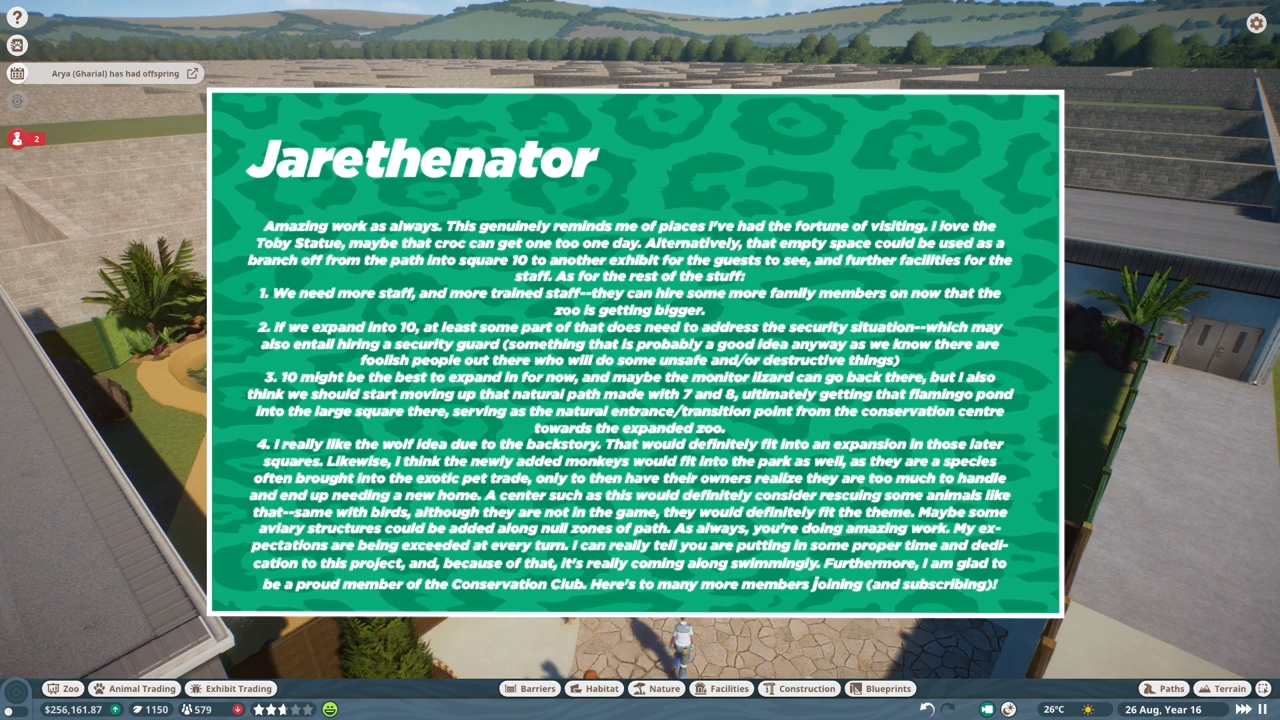 Arya (Gharial) has had offspring
2
Jarethenator
Amazing work as always. This genuinely reminds me of places I've had the fortune of visiting. I love the
Toby Statue, maybe that croc can get one too one day. Alternatively, that empty space could be used as a
branch off from the path into square 10 to another exhibit for the guests to see, and further facilities for the
staff. As for the rest of the stuff:
1. We need more staff, and more trained staff--they can hire some more family members on now that the
zoo is getting bigger.
2. If we expand into 10, at least some part of that does need to address the security situation--which may
also entail hiring a security guard (something that is probably a good idea anyway as we know there are
foolish people out there who will do some unsafe and/or destructive things)
3. 10 might be the best to expand in for now, and maybe the monitor lizard can go back there, but I also
think we should start moving up that natural path made with 7 and 8, ultimately getting that flamingo pond
into the large square there, serving as the natural entrance/transition point from the conservation centre
towards the expanded zoo.
4. I really like the wolf idea due to the backstory. That would definitely fit into an expansion in those later
squares. Likewise, I think the newly added monkeys would fit into the park as well, as they are a species
often brought into the exotic pet trade, only to then have their owners realize they are too much to handle
and end up needing a new home. A center such as this would definitely consider rescuing some animals like
that--same with birds, although they are not in the game, they would definitely fit the theme. Maybe some
aviary structures could be added along null zones of path. As always, you're doing amazing work. My ex-
pectations are being exceeded at every turn. I can really tell you are putting in some proper time and dedi-
cation to this project, and, because of that, it's really coming along swimmingly. Furthermore, I am glad to
be a proud member of the Conservation Club. Here's to many more members joining (and subscribing)!
Zoo Animal Trading Exhibit Trading Barriers Habitat Nature Facilities Construction Blueprints Paths Terrain
$256,161.87 1150 579 26°C 26 Aug, Year 16